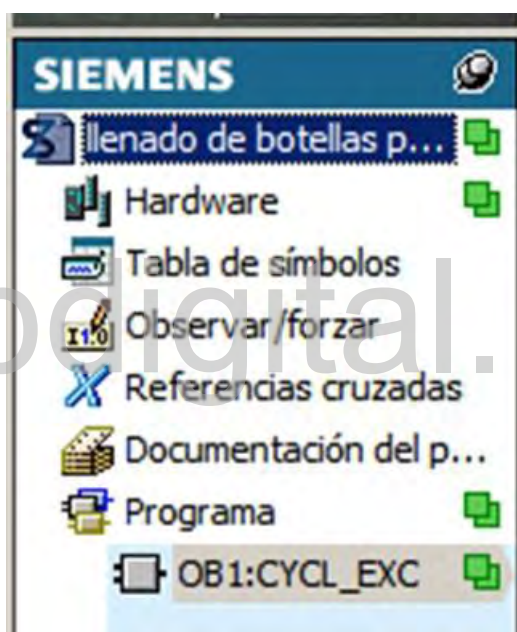 SIEMENS
llenado de botellas p...
Hardware
Tabla de símbolos
I1.0
Observar/forzar
Referencias cruzadas
Documentación del p...
Programa
OB1:CYCL_EXC
odigital.